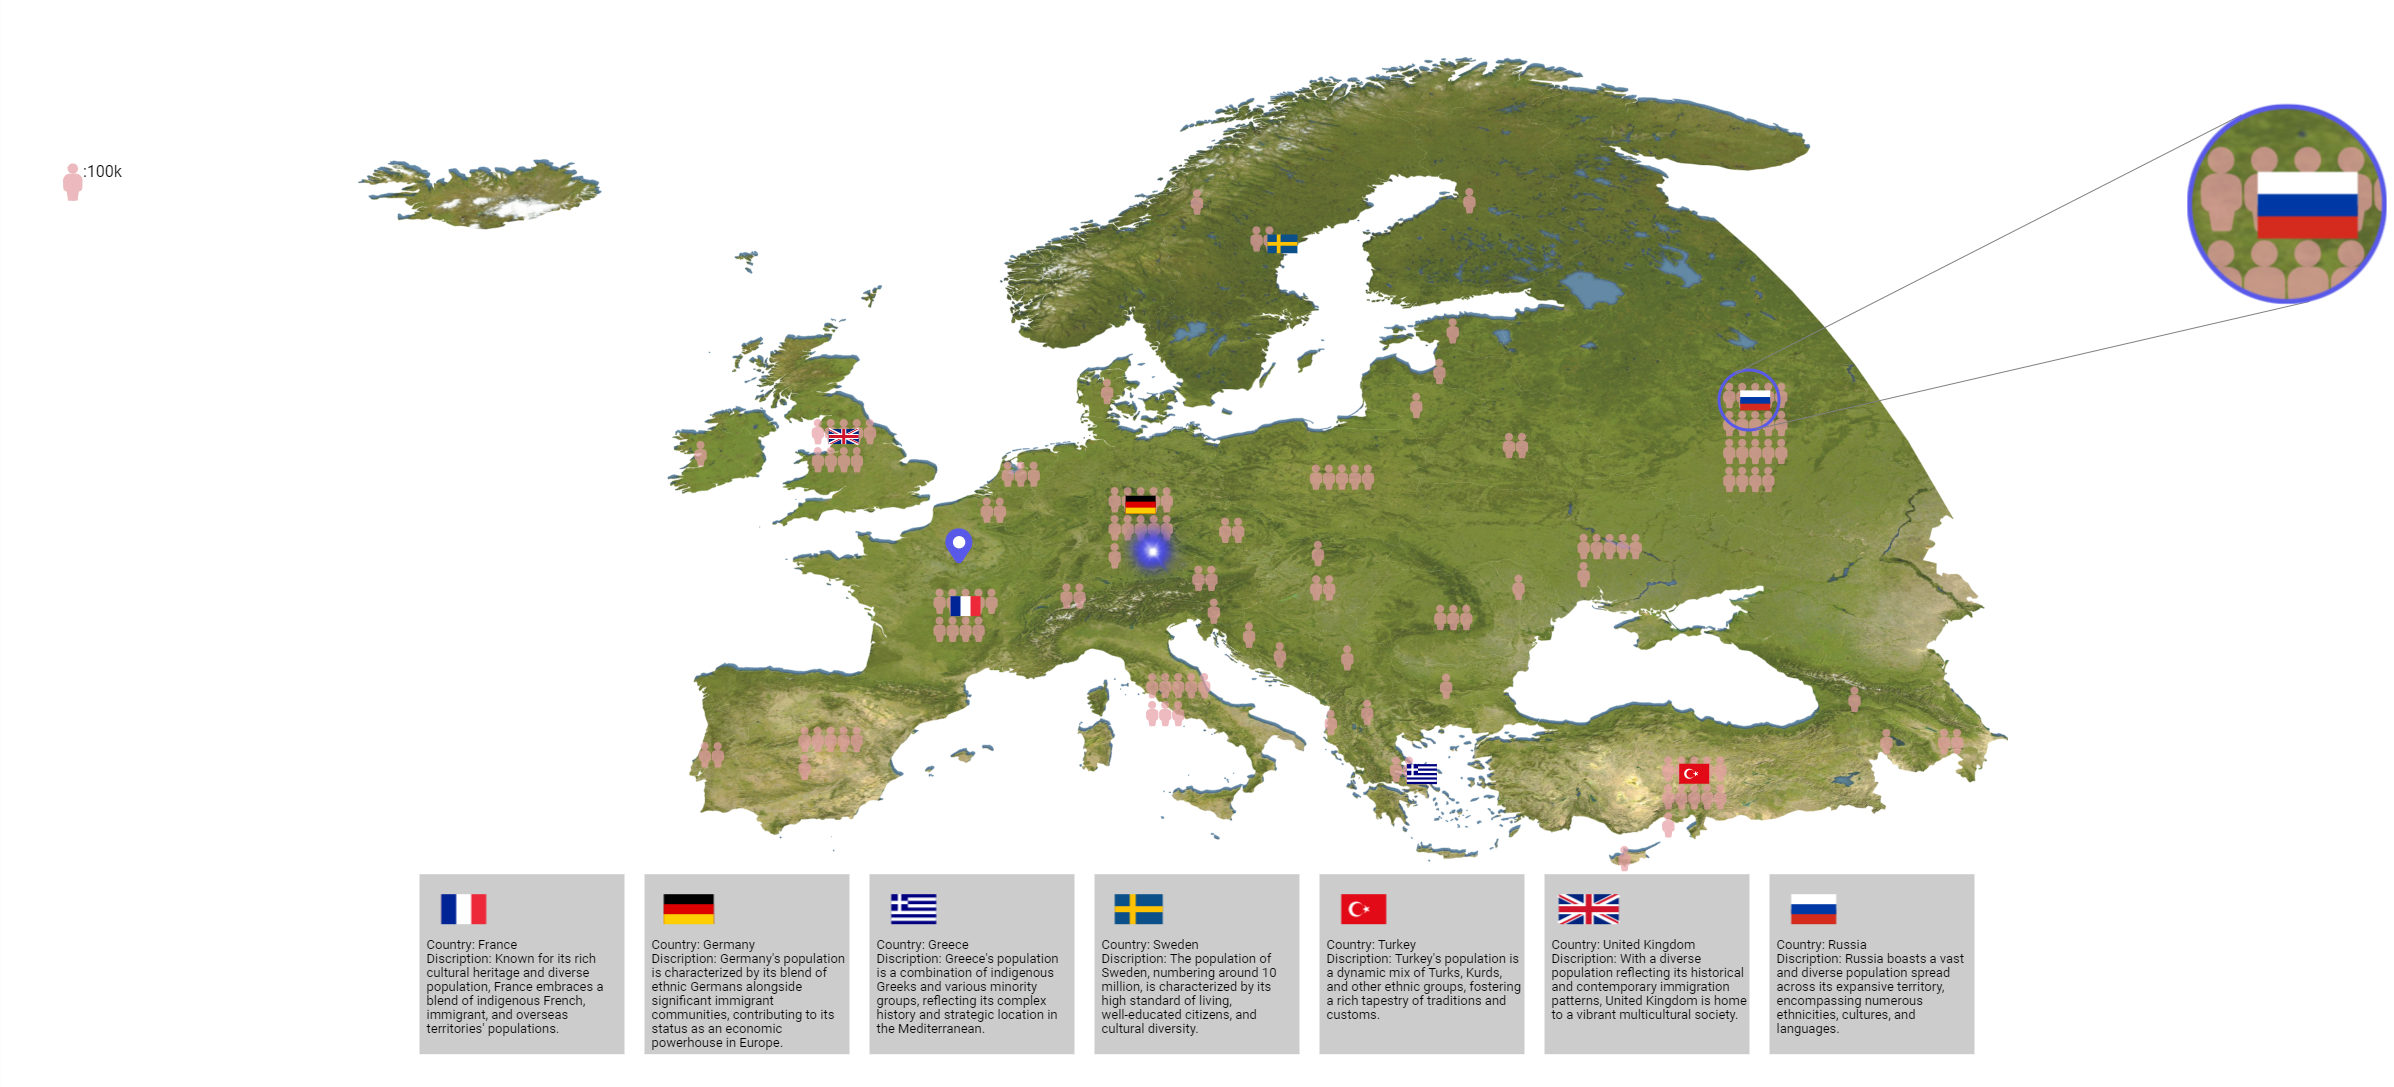 :100k
Country: France
Discription: Known for its rich
cultural heritage and diverse
population, France embraces a
blend of indigenous French,
immigrant, and overseas
territories' populations.
Country: Germany
Discription: Germany's population
is characterized by its blend of
ethnic Germans alongside
significant immigrant
communities, contributing to its
status as an economic
powerhouse in Europe.
Country: Greece
Discription: Greece's population
is a combination of indigenous
Greeks and various minority
groups, reflecting its complex
history and strategic location in
the Mediterranean.
Country: Sweden
Discription: The population of
Sweden, numbering around 10
million, is characterized by its
high standard of living,
well-educated citizens, and
cultural diversity.
Country: Turkey
Discription: Turkey's population is
a dynamic mix of Turks, Kurds,
and other ethnic groups, fostering
a rich tapestry of traditions and
customs.
Country: United Kingdom
Discription: With a diverse
population reflecting its historical
and contemporary immigration
patterns, United Kingdom is home
to a vibrant multicultural society.
Country: Russia
Discription: Russia boasts a vast
and diverse population spread
across its expansive territory,
encompassing numerous
ethnicities, cultures, and
languages.